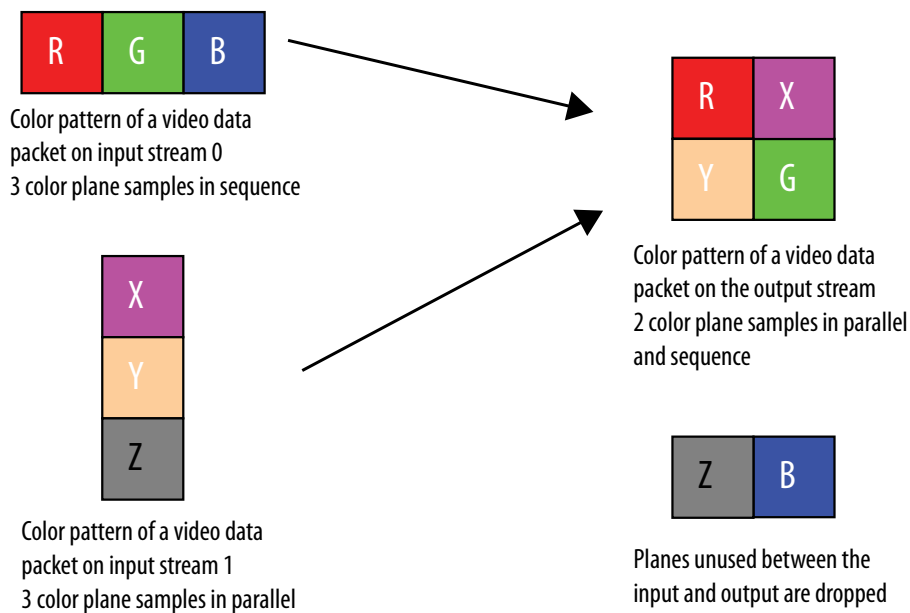 R G B
Color pattern of a video data
packet on input stream 0
3 color plane samples in sequence
X
Y
Z
Color pattern of a video data
packet on input stream 1
3 color plane samples in parallel
R X
Y G
Color pattern of a video data
packet on the output stream
2 color plane samples in parallel
and sequence
Z B
Planes unused between the
input and output are dropped